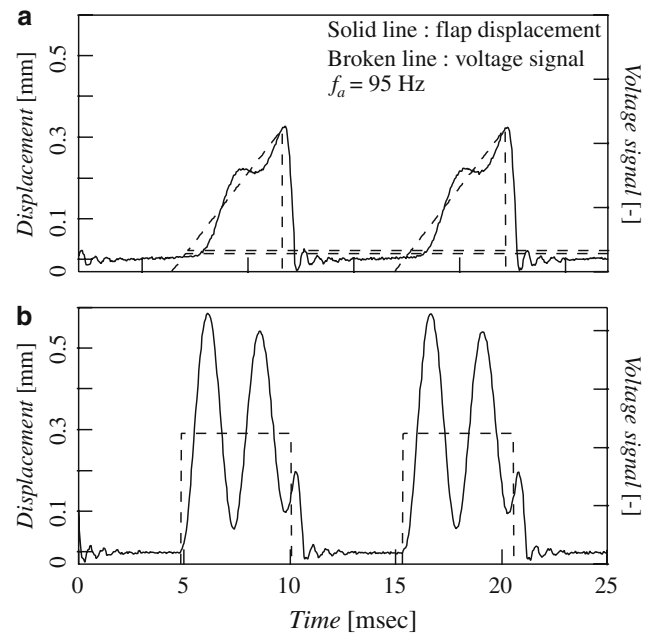 a
Solid line : flap displacement
Broken line : voltage signal
f_a = 95 Hz
Displacement [mm]
0.5
0.3
0.1
0
Voltage signal [-]
b
Displacement [mm]
0.5
0.3
0.1
0
Voltage signal [-]
0 5 10 15 20 25
Time [msec]